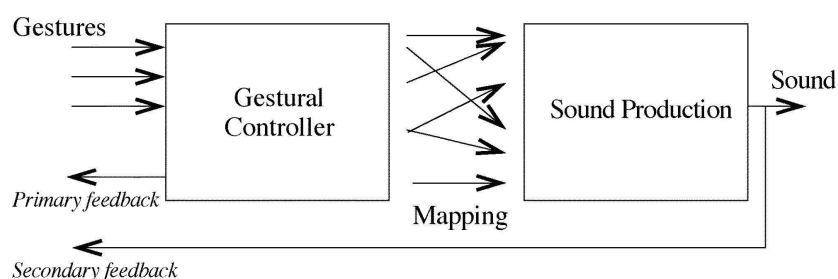 Gestures
Gestural
Controller
Sound Production
Sound
Mapping
Primary feedback
Secondary feedback